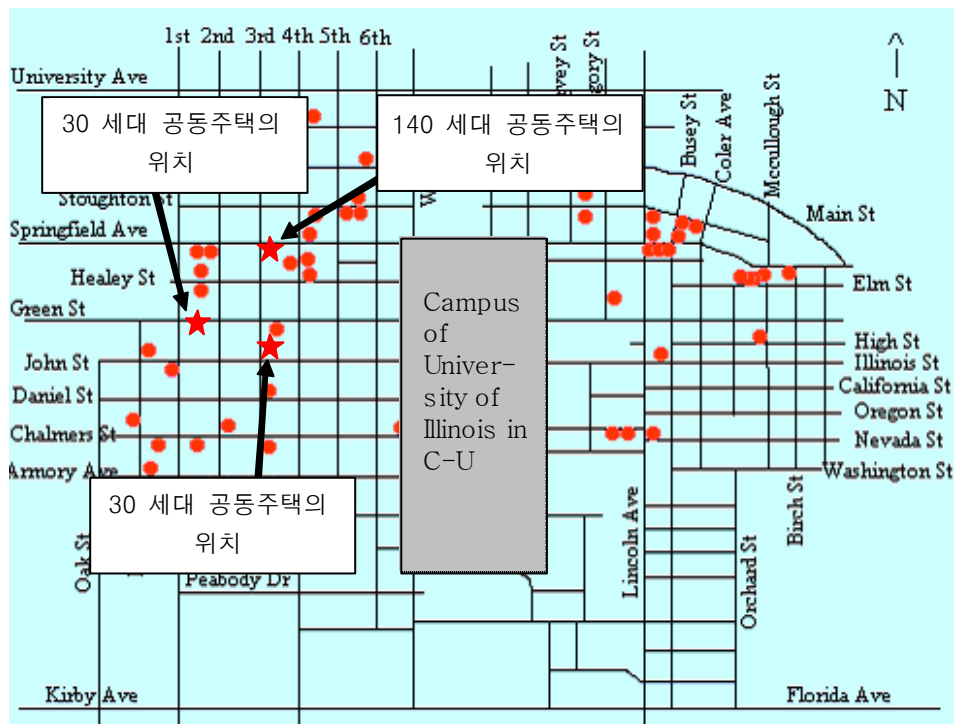 1st 2nd 3rd 4th 5th 6th
University Ave
30 세대 공동주택의
위치
140 세대 공동주택의
위치
Busey St
Coler Ave
Mccullough St
N
Stoughton St
Springfield Ave
Main St
Healey St
Elm St
Green St
Campus
of
Univer-
sity of
Illinois in
C-U
High St
John St
Illinois St
Daniel St
California St
Oregon St
Chalmers St
Nevada St
Armory Ave
Washington St
30 세대 공동주택의
위치
Oak St
Lincoln Ave
Birch St
Orchard St
Peabody Dr
Kirby Ave
Florida Ave